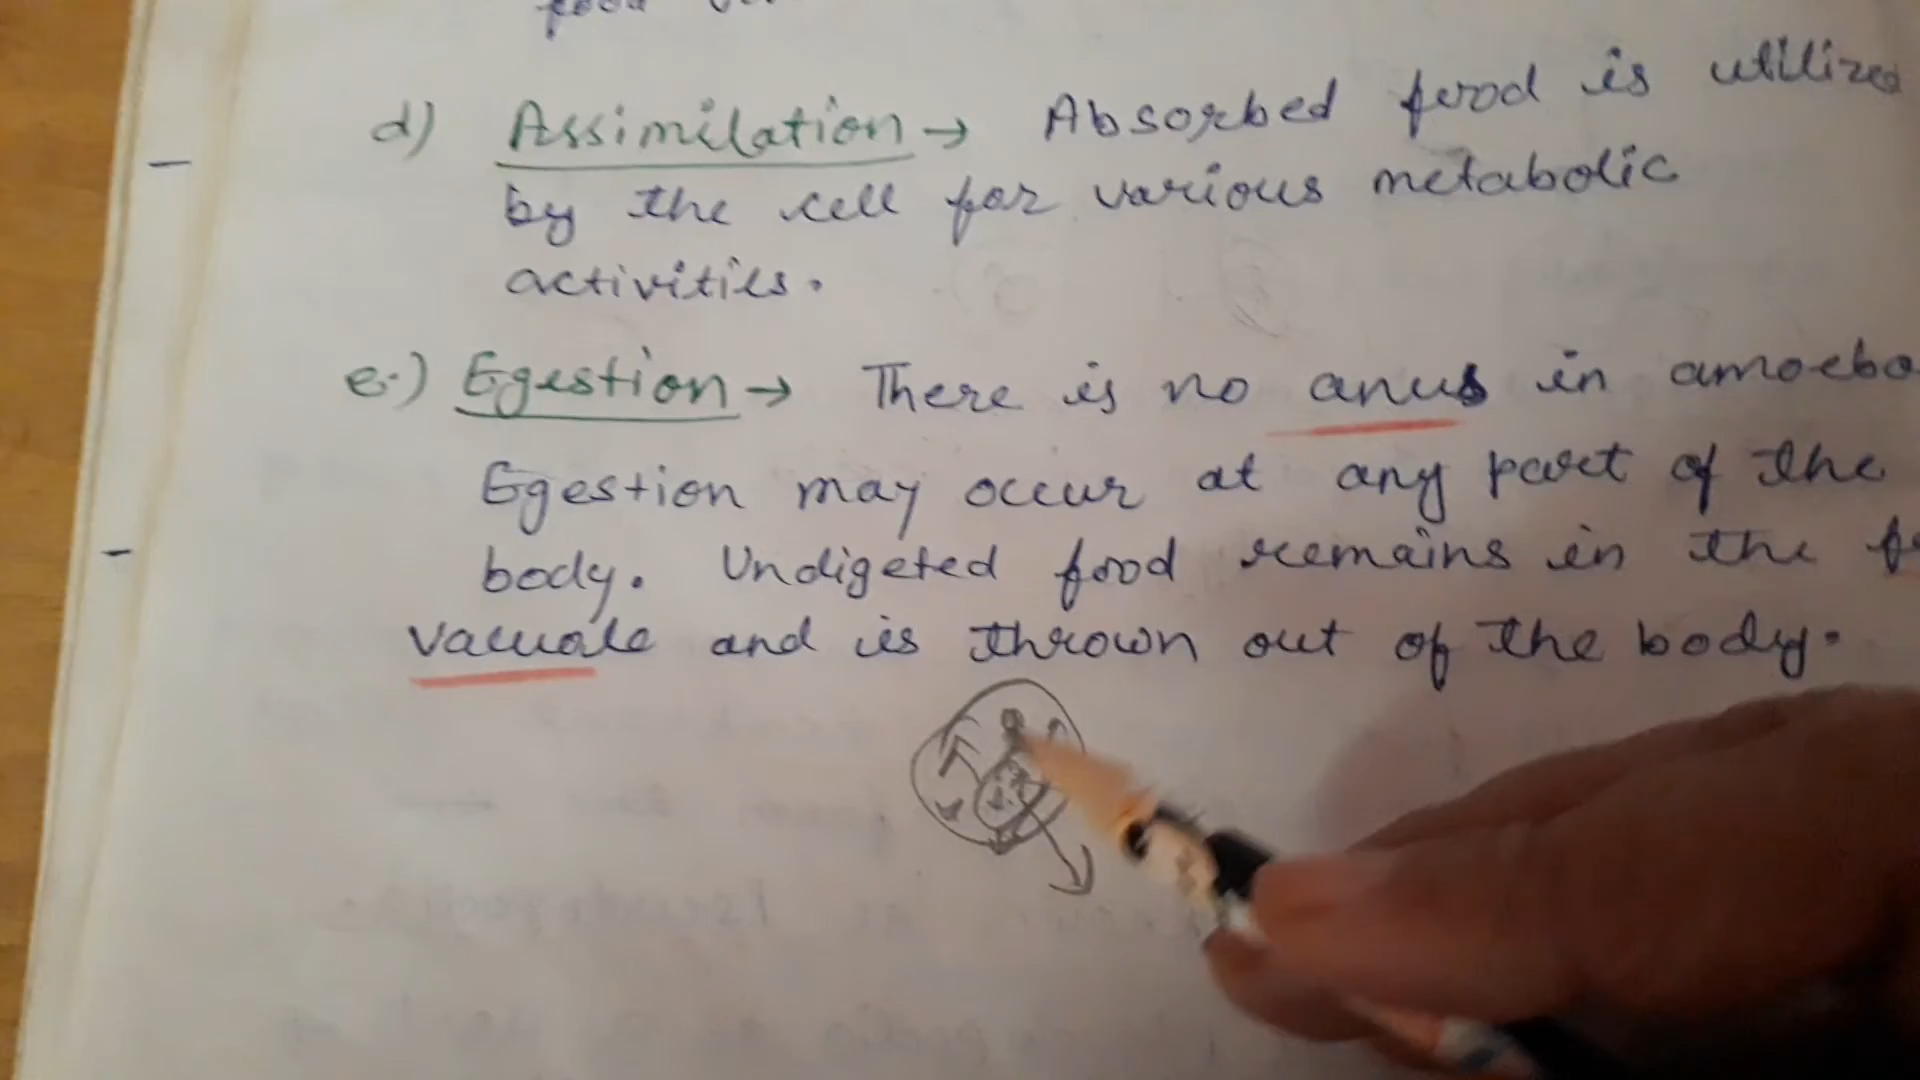 food
d) Assimilation → Absorbed food is utilized
by the cell for various metabolic
activities.
e.) Egestion → There is no anus in amoeba
Egestion may occur at any part of the
body. Undigeted food remains in the
vacuole and is thrown out of the body.